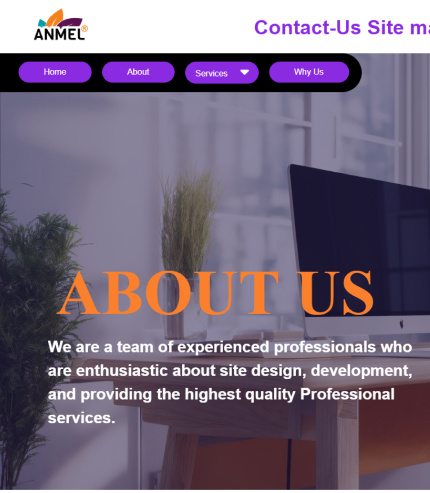 ANMEL®
Contact-Us Site
Home
About
Services
Why Us
ABOUT US
We are a team of experienced professionals who
are enthusiastic about site design, development,
and providing the highest quality Professional
services.